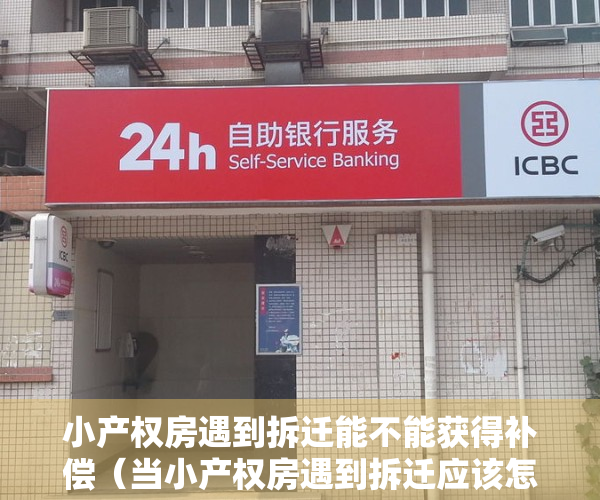 24h 自助银行服务
Self-Service Banking
ICBC
ICBC
小产权房遇到拆迁能不能获得补
偿（当小产权房遇到拆迁应该怎